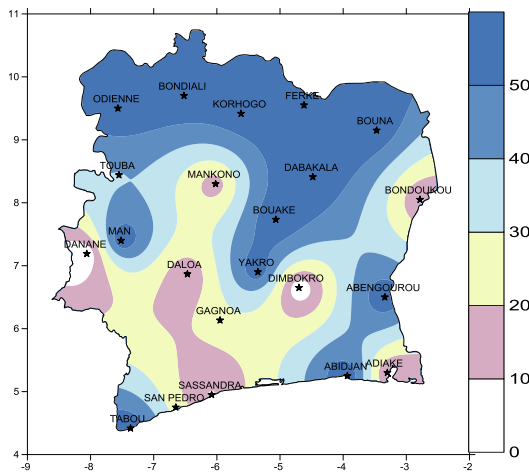 11
10
9
8
7
6
5
4
-9 -8 -7 -6 -5 -4 -3 -2
ODIENNE
BONDIALI
KORHOGO
FERKE
BOUNA
TOUBA
MANKONO
DABAKALA
BONDOUKOU
BOUAKE
MAN
DANANE
DALOA
YAKRO
DIMBOKRO
ABENGOUROU
GAGNOA
ABIDJAN
ADIAKE
SASSANDRA
SAN PEDRO
TABOU
50
40
30
20
10
0